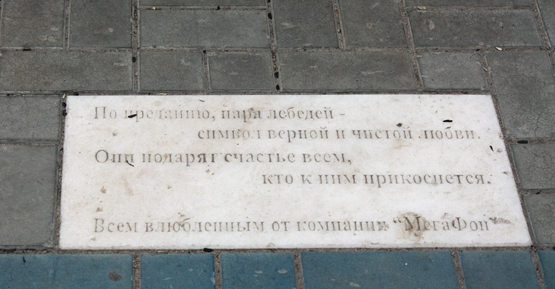 По преданию, пара лебедей -
символ верной и чистой любви.
Они подарят счастье всем,
кто к ним прикоснется.
Всем влюбленным от компании "МегаФон"